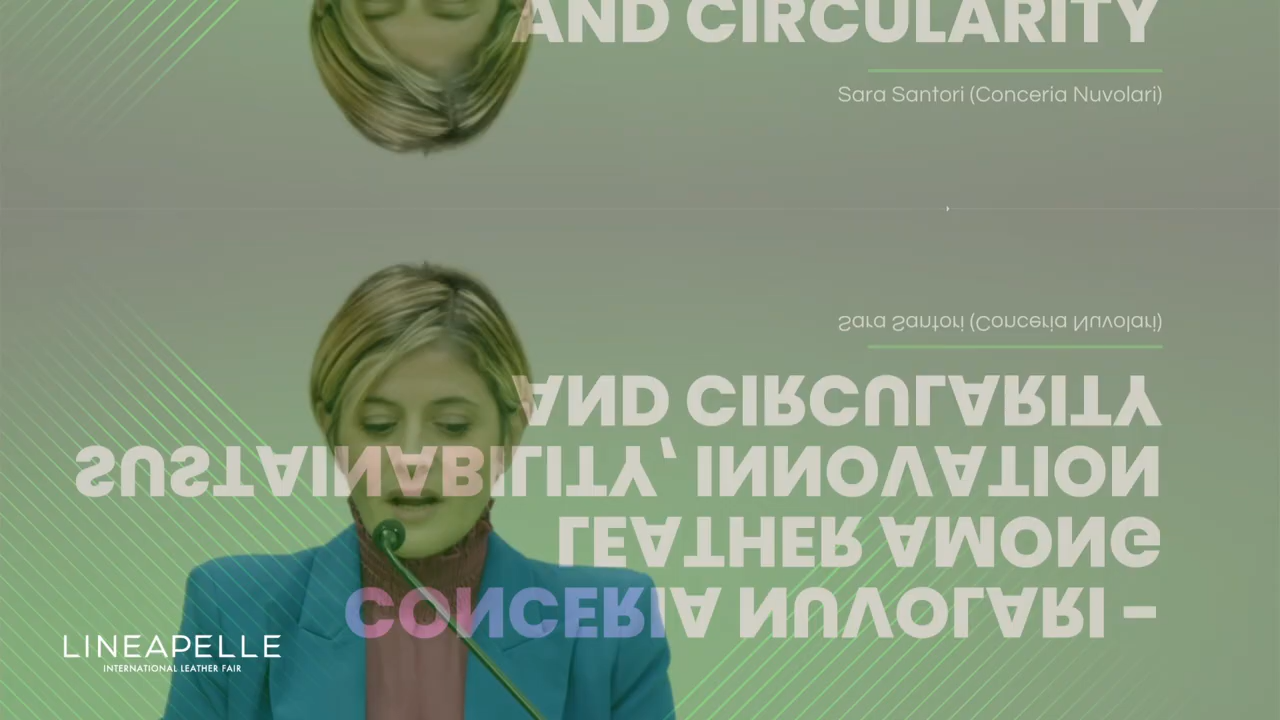 AND CIRCULARITY
Sara Santori (Conceria Nuvolari)
Sara Santori (Conceria Nuvolari)
AND CIRCULARITY
SUSTAINABILITY, INNOVATION
LEATHER AMONG
CONCERIA NUVOLARI –
LINEAPELLE
INTERNATIONAL LEATHER FAIR